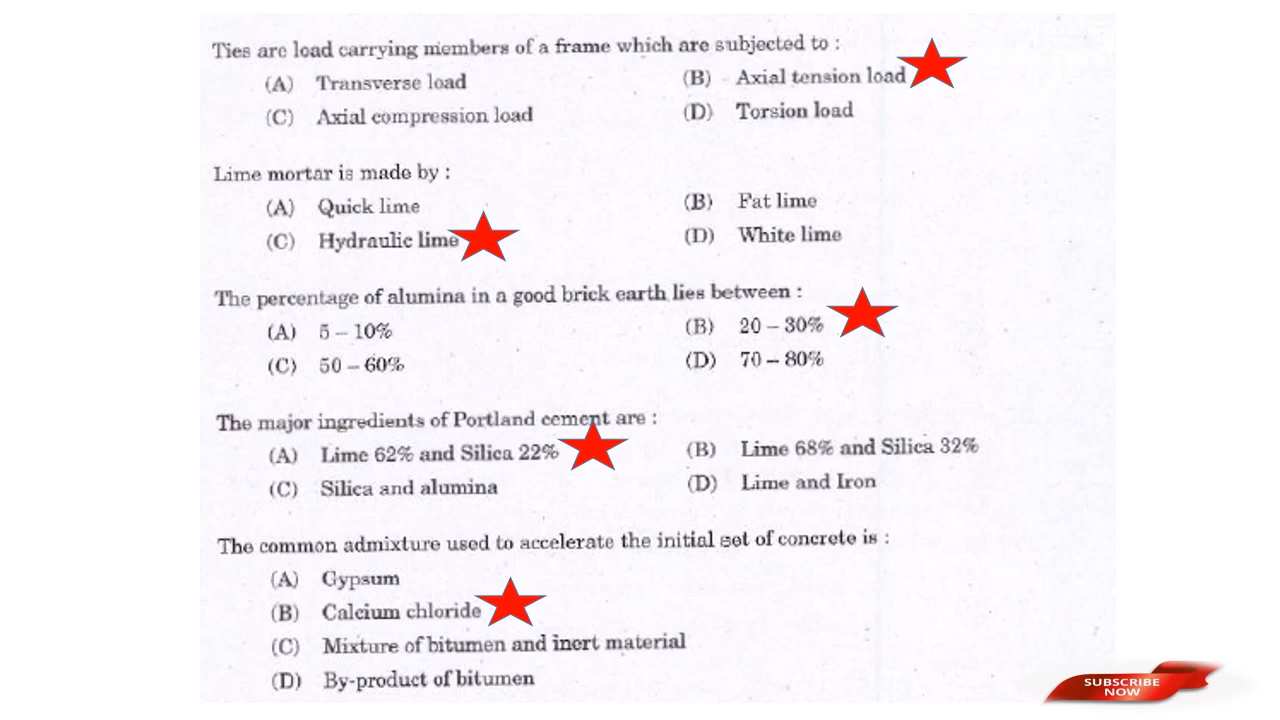 Ties are load carrying members of a frame which are subjected to :
(A) Transverse load (B) Axial tension load
(C) Axial compression load (D) Torsion load
Lime mortar is made by :
(A) Quick lime (B) Fat lime
(C) Hydraulic lime (D) White lime
The percentage of alumina in a good brick earth lies between :
(A) 5 – 10% (B) 20 – 30%
(C) 50 – 60% (D) 70 – 80%
The major ingredients of Portland cement are :
(A) Lime 62% and Silica 22% (B) Lime 68% and Silica 32%
(C) Silica and alumina (D) Lime and Iron
The common admixture used to accelerate the initial set of concrete is :
(A) Gypsum
(B) Calcium chloride
(C) Mixture of bitumen and inert material
(D) By-product of bitumen
SUBSCRIBE
NOW